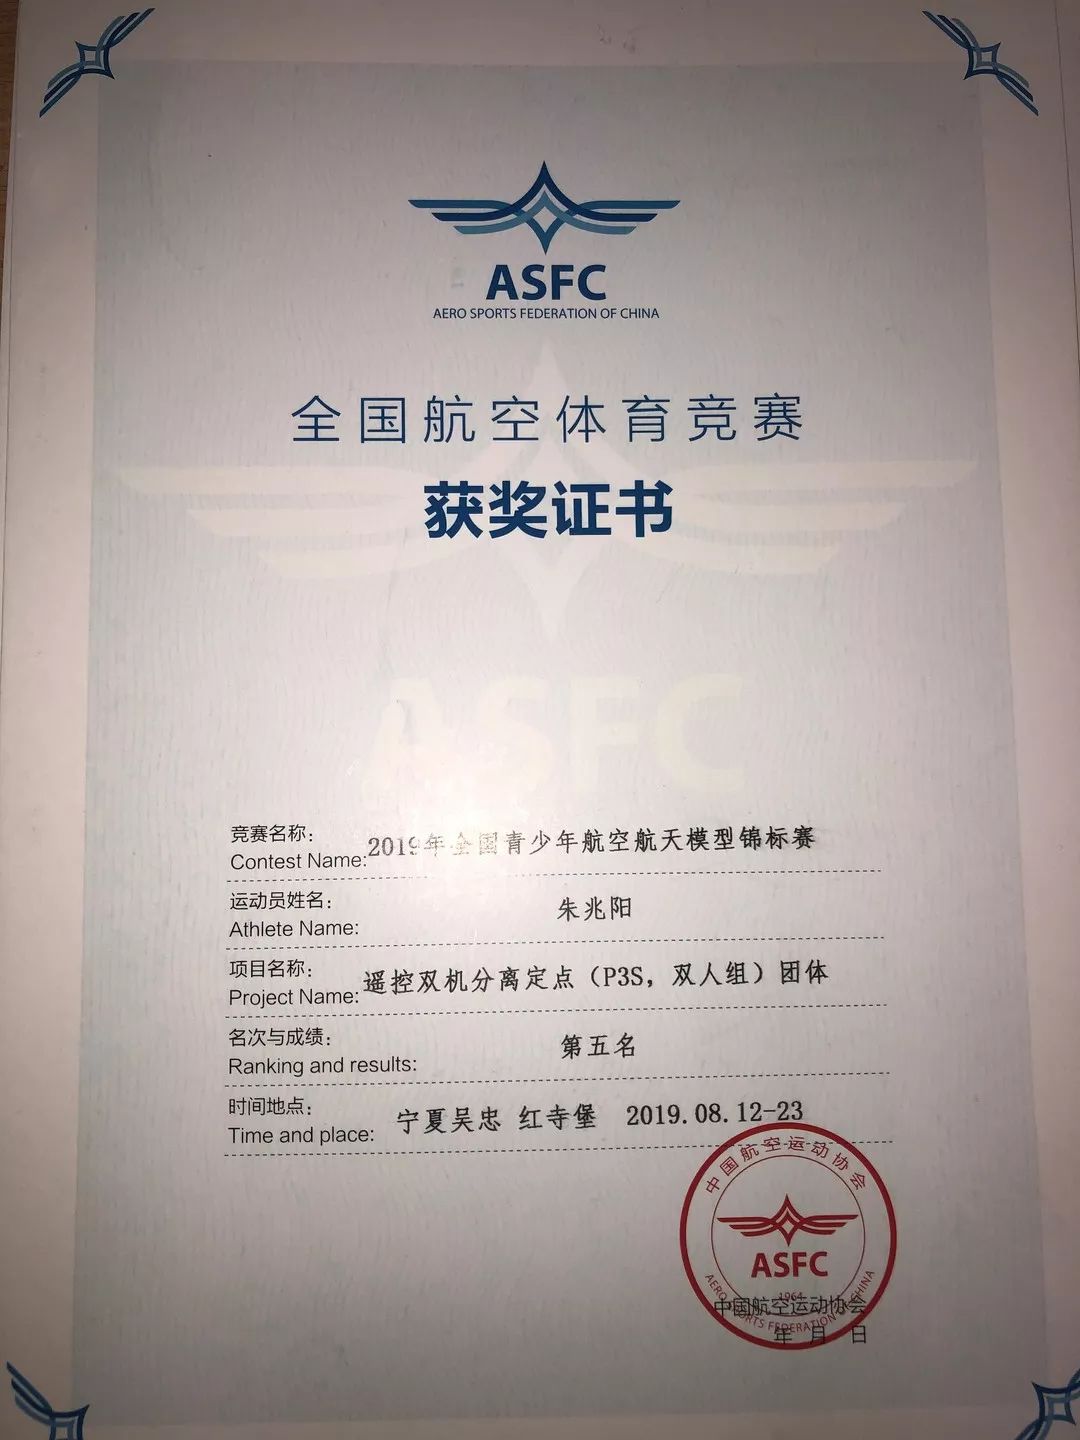 ASFC
AERO SPORTS FEDERATION OF CHINA
全国航空体育竞赛
获奖证书
ASFC
竞赛名称:
Contest Name: 2019年全国青少年航空航天模型锦标赛
运动员姓名:
Athlete Name: 朱兆阳
项目名称:
Project Name: 遥控双机分离定点（P3S，双人组）团体
名次与成绩:
Ranking and results: 第五名
时间地点:
Time and place: 宁夏吴忠 红寺堡 2019.08.12-23
中国航空运动协会
ASFC
1964
AERO SPORTS FEDERATION OF CHINA
中国航空运动协会
年 月 日